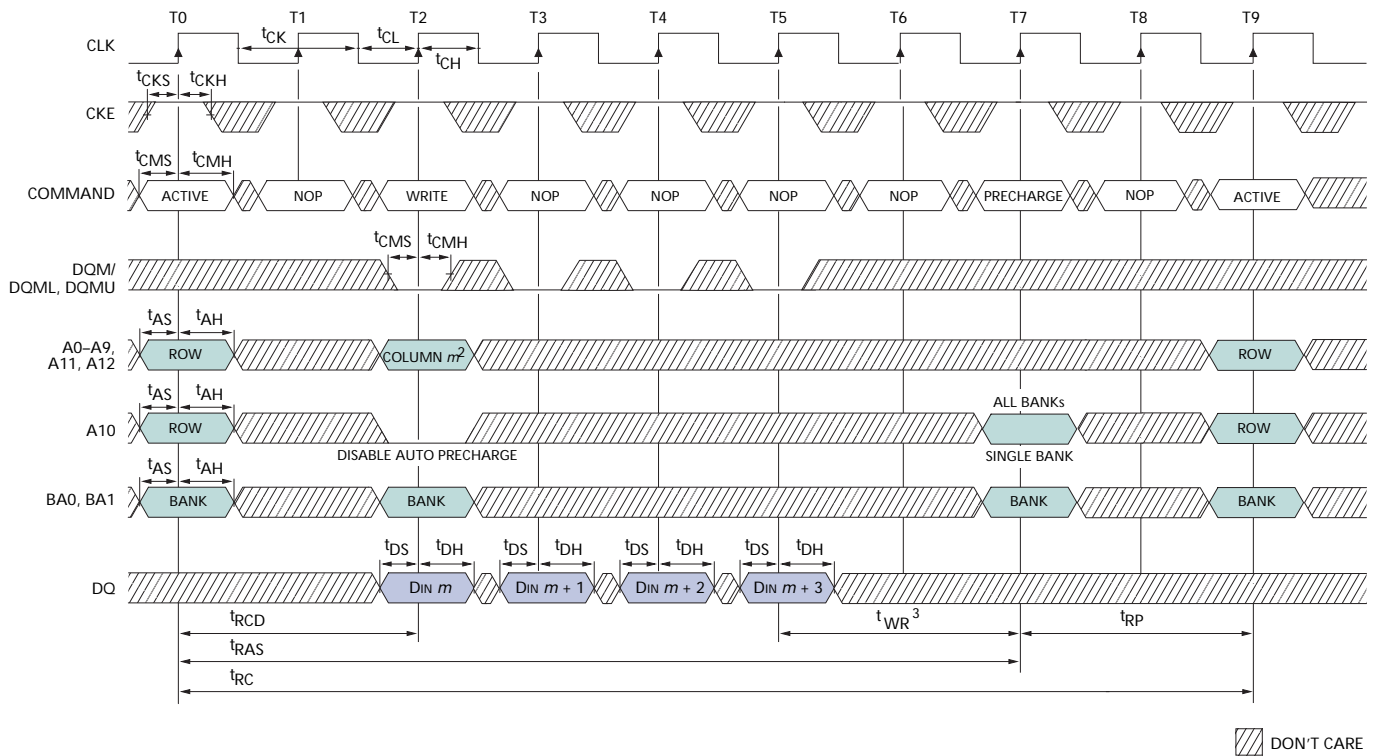 T0 T1 T2 T3 T4 T5 T6 T7 T8 T9
CLK tCK tCL tCH
tCKS tCKH
CKE
tCMS tCMH
COMMAND ACTIVE NOP WRITE NOP NOP NOP NOP PRECHARGE NOP ACTIVE
tCMS tCMH
DQM/
DQML, DQMU
tAS tAH
A0–A9,
A11, A12 ROW COLUMN m2 ROW
tAS tAH ALL BANKs
A10 ROW ROW
DISABLE AUTO PRECHARGE SINGLE BANK
tAS tAH
BA0, BA1 BANK BANK BANK BANK
tDS tDH tDS tDH tDS tDH tDS tDH
DQ DIN m DIN m + 1 DIN m + 2 DIN m + 3
tRCD tWR3 tRP
tRAS
tRC
DON'T CARE